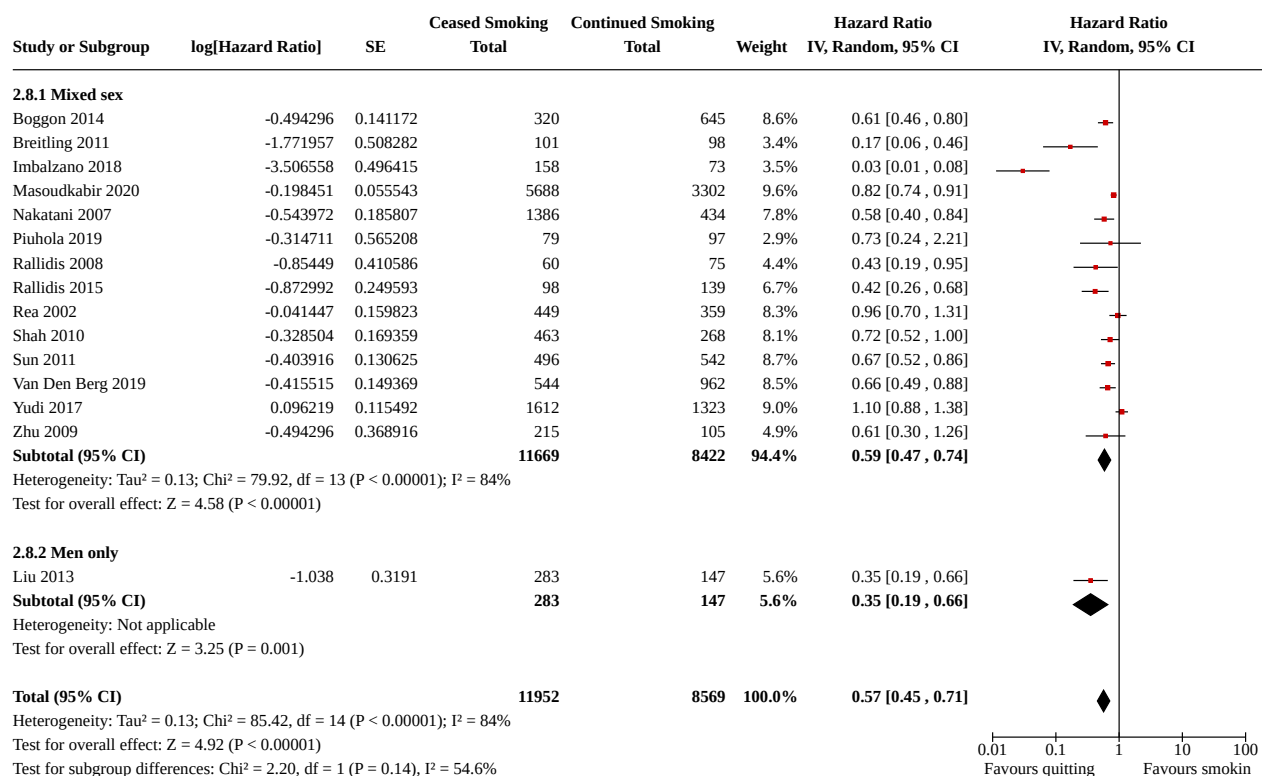 Ceased Smoking Continued Smoking Hazard Ratio Hazard Ratio
Study or Subgroup log[Hazard Ratio] SE Total Total Weight IV, Random, 95% CI IV, Random, 95% CI
2.8.1 Mixed sex
Boggon 2014 -0.494296 0.141172 320 645 8.6% 0.61 [0.46 , 0.80]
Breitling 2011 -1.771957 0.508282 101 98 3.4% 0.17 [0.06 , 0.46]
Imbalzano 2018 -3.506558 0.496415 158 73 3.5% 0.03 [0.01 , 0.08]
Masoudkabir 2020 -0.198451 0.055543 5688 3302 9.6% 0.82 [0.74 , 0.91]
Nakatani 2007 -0.543972 0.185807 1386 434 7.8% 0.58 [0.40 , 0.84]
Piuhola 2019 -0.314711 0.565208 79 97 2.9% 0.73 [0.24 , 2.21]
Rallidis 2008 -0.85449 0.410586 60 75 4.4% 0.43 [0.19 , 0.95]
Rallidis 2015 -0.872992 0.249593 98 139 6.7% 0.42 [0.26 , 0.68]
Rea 2002 -0.041447 0.159823 449 359 8.3% 0.96 [0.70 , 1.31]
Shah 2010 -0.328504 0.169359 463 268 8.1% 0.72 [0.52 , 1.00]
Sun 2011 -0.403916 0.130625 496 542 8.7% 0.67 [0.52 , 0.86]
Van Den Berg 2019 -0.415515 0.149369 544 962 8.5% 0.66 [0.49 , 0.88]
Yudi 2017 0.096219 0.115492 1612 1323 9.0% 1.10 [0.88 , 1.38]
Zhu 2009 -0.494296 0.368916 215 105 4.9% 0.61 [0.30 , 1.26]
Subtotal (95% CI) 11669 8422 94.4% 0.59 [0.47 , 0.74]
Heterogeneity: Tau² = 0.13; Chi² = 79.92, df = 13 (P < 0.00001); I² = 84%
Test for overall effect: Z = 4.58 (P < 0.00001)
2.8.2 Men only
Liu 2013 -1.038 0.3191 283 147 5.6% 0.35 [0.19 , 0.66]
Subtotal (95% CI) 283 147 5.6% 0.35 [0.19 , 0.66]
Heterogeneity: Not applicable
Test for overall effect: Z = 3.25 (P = 0.001)
Total (95% CI) 11952 8569 100.0% 0.57 [0.45 , 0.71]
Heterogeneity: Tau² = 0.13; Chi² = 85.42, df = 14 (P < 0.00001); I² = 84%
Test for overall effect: Z = 4.92 (P < 0.00001) 0.01 0.1 1 10 100
Test for subgroup differences: Chi² = 2.20, df = 1 (P = 0.14), I² = 54.6% Favours quitting Favours smokin